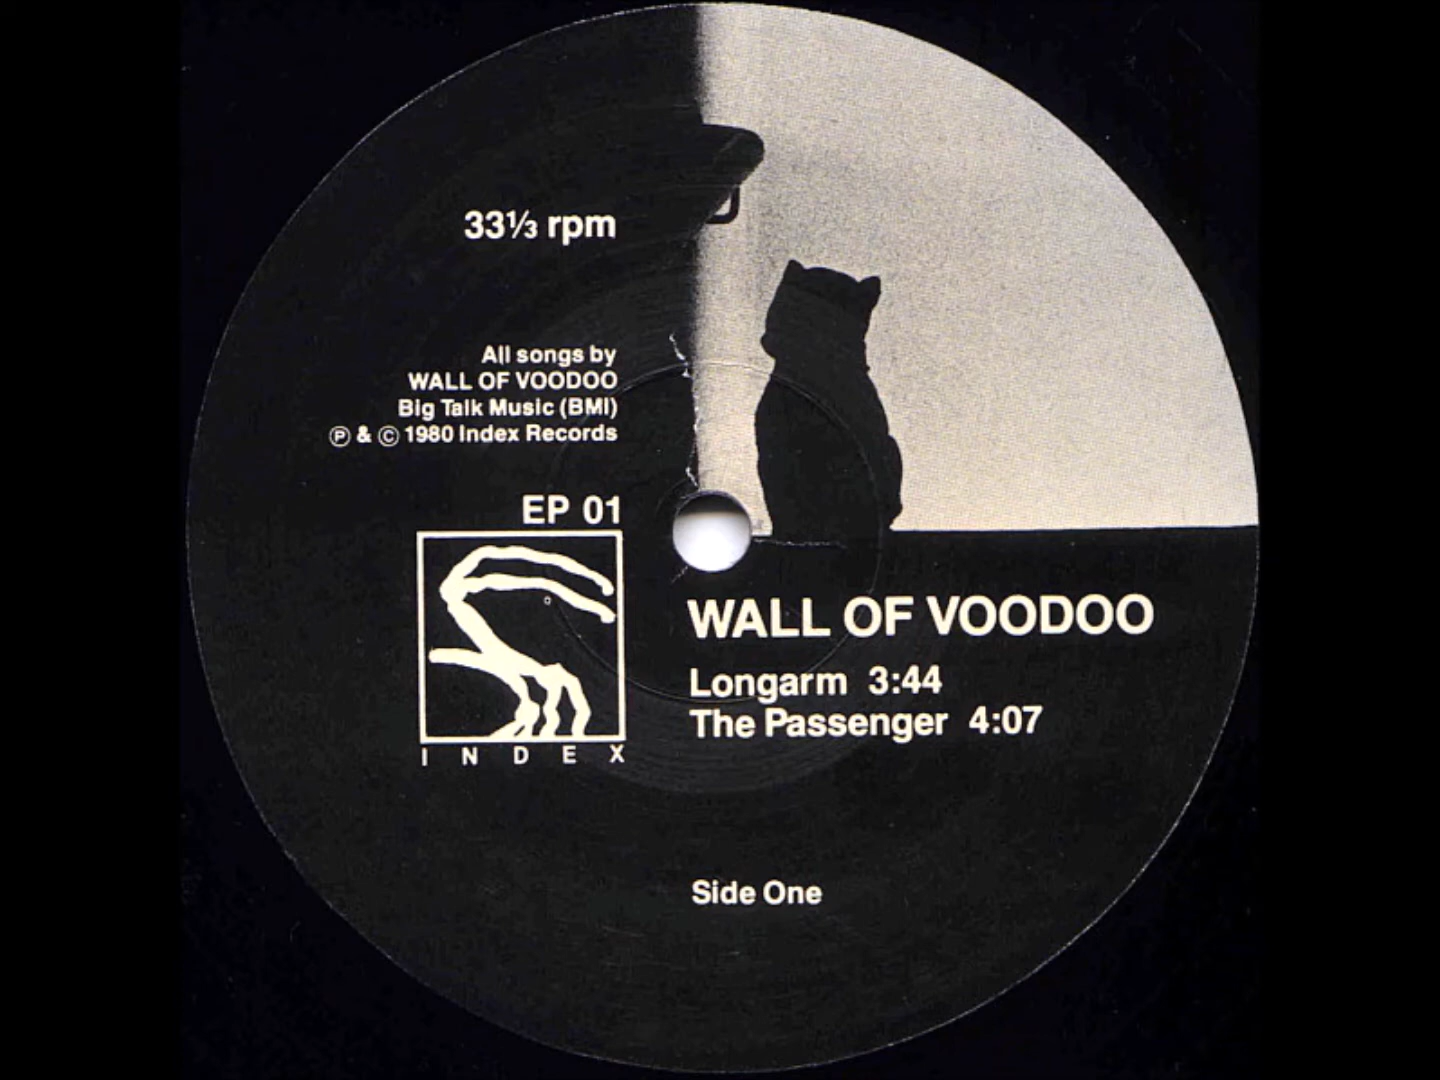 33⅓ rpm
All songs by
WALL OF VOODOO
Big Talk Music (BMI)
Ⓟ & © 1980 Index Records
EP 01
INDEX
WALL OF VOODOO
Longarm 3:44
The Passenger 4:07
Side One